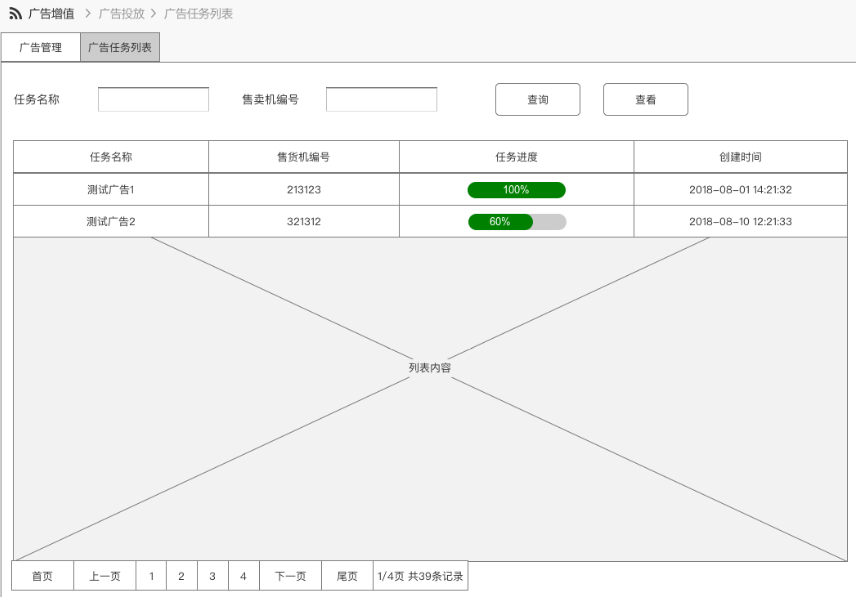 广告增值 > 广告投放 > 广告任务列表
广告管理 广告任务列表
任务名称 售卖机编号 查询 查看
任务名称 售货机编号 任务进度 创建时间
测试广告1 213123 100% 2018-08-01 14:21:32
测试广告2 321312 60% 2018-08-10 12:21:33
列表内容
首页 上一页 1 2 3 4 下一页 尾页 1/4页 共39条记录